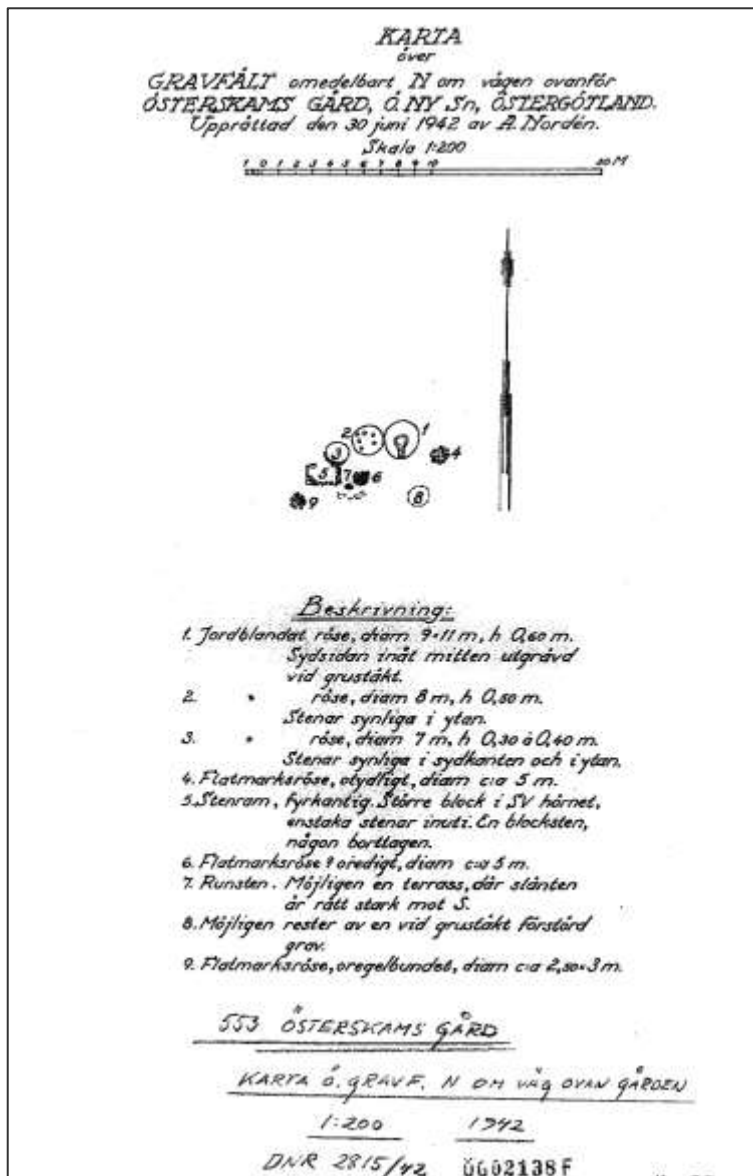 KARTA
över
GRAVFÄLT omedelbart N om vägen ovanför
ÖSTERSKAMS GÅRD, Ö. NY Sn, ÖSTERGÖTLAND.
Upprättad den 30 juni 1942 av A. Nordén.
Skala 1:200
1 0 1 2 3 4 5 6 7 8 9 10 20 M
2 1
3 4
5 7 6
9 8
Beskrivning:
1. Jordblandat röse, diam 9×11 m, h 0,60 m.
Sydsidan inåt mitten utgrävd
vid grustäkt.
2. " röse, diam 8 m, h 0,50 m.
Stenar synliga i ytan.
3. " röse, diam 7 m, h 0,30 à 0,40 m.
Stenar synliga i sydkanten och i ytan.
4. Flatmarksröse, otydligt, diam c:a 5 m.
5. Stenram, fyrkantig. Större block i SV hörnet,
enstaka stenar inuti. En blocksten,
någon borttagen.
6. Flatmarksröse? oredigt, diam c:a 5 m.
7. Runsten. Möjligen en terrass, där slänten
är rätt stark mot S.
8. Möjligen rester av en vid grustäkt förstörd
grav.
9. Flatmarksröse, oregelbundet, diam c:a 2,50×3 m.
553 ÖSTERSKAMS GÅRD
KARTA Ö. GRAVF. N OM VÄG OVAN GÅRDEN
1:200 1942
DNR 2815/42 ÖG02138F